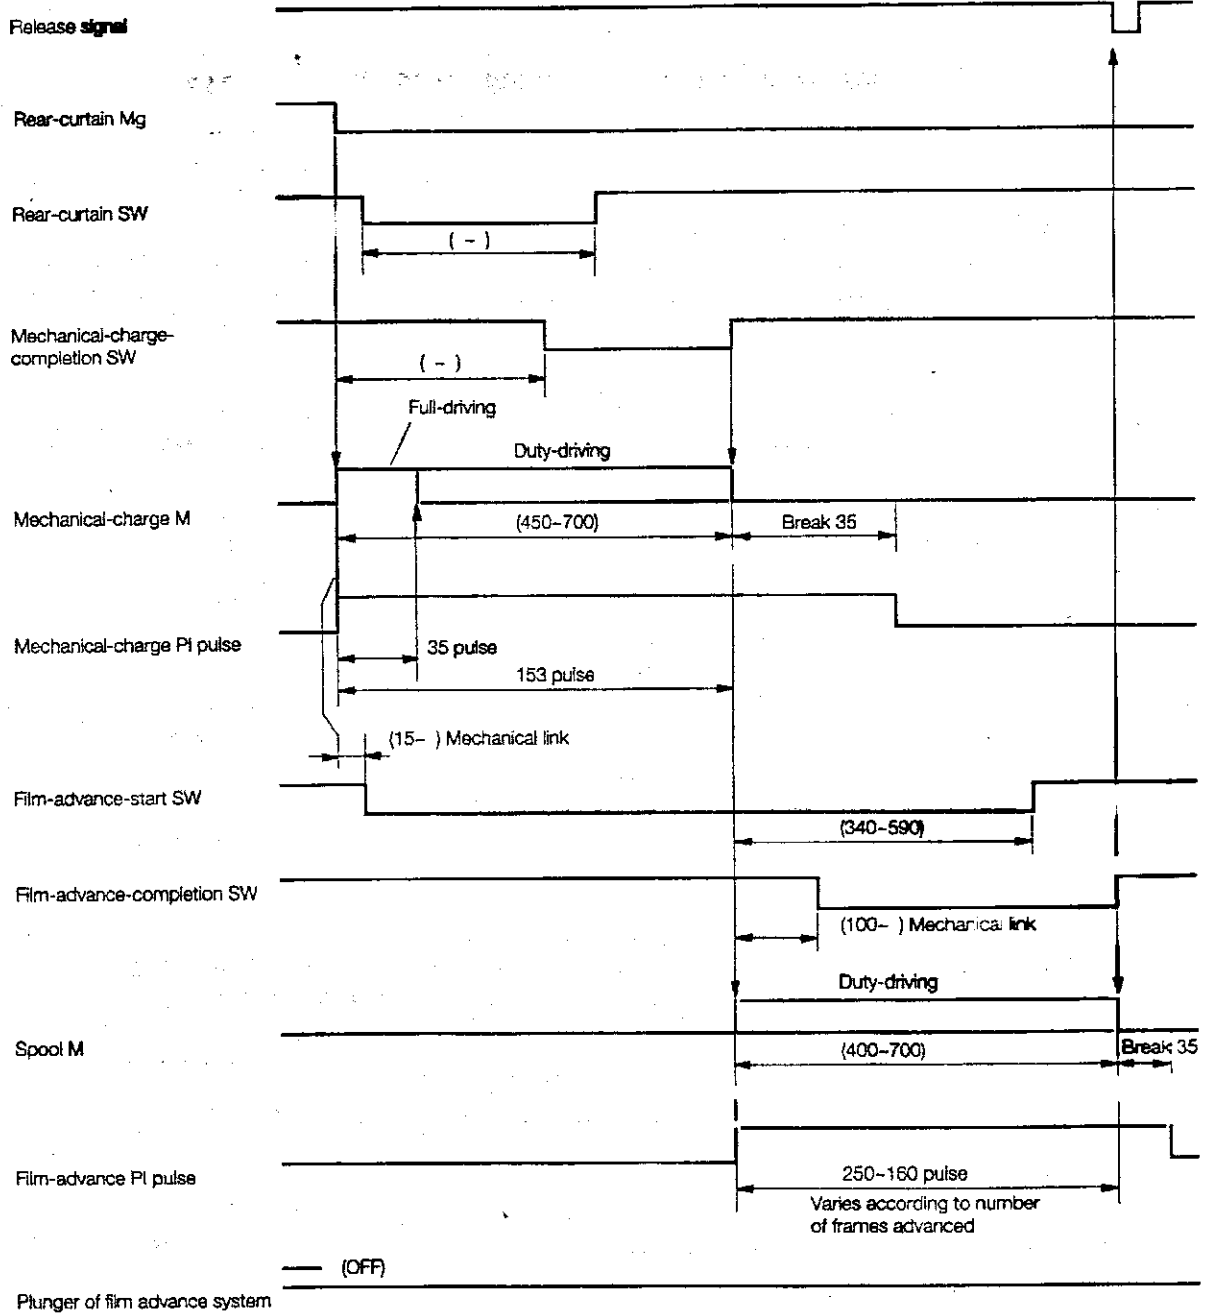 Release signal
Rear-curtain Mg
Rear-curtain SW
( - )
Mechanical-charge-
completion SW
( - )
Full-driving
Duty-driving
Mechanical-charge M
(450~700)
Break 35
Mechanical-charge PI pulse
35 pulse
153 pulse
(15~ ) Mechanical link
Film-advance-start SW
(340~590)
Film-advance-completion SW
(100~ ) Mechanical link
Duty-driving
Spool M
(400~700)
Break 35
Film-advance PI pulse
250~160 pulse
Varies according to number
of frames advanced
(OFF)
Plunger of film advance system